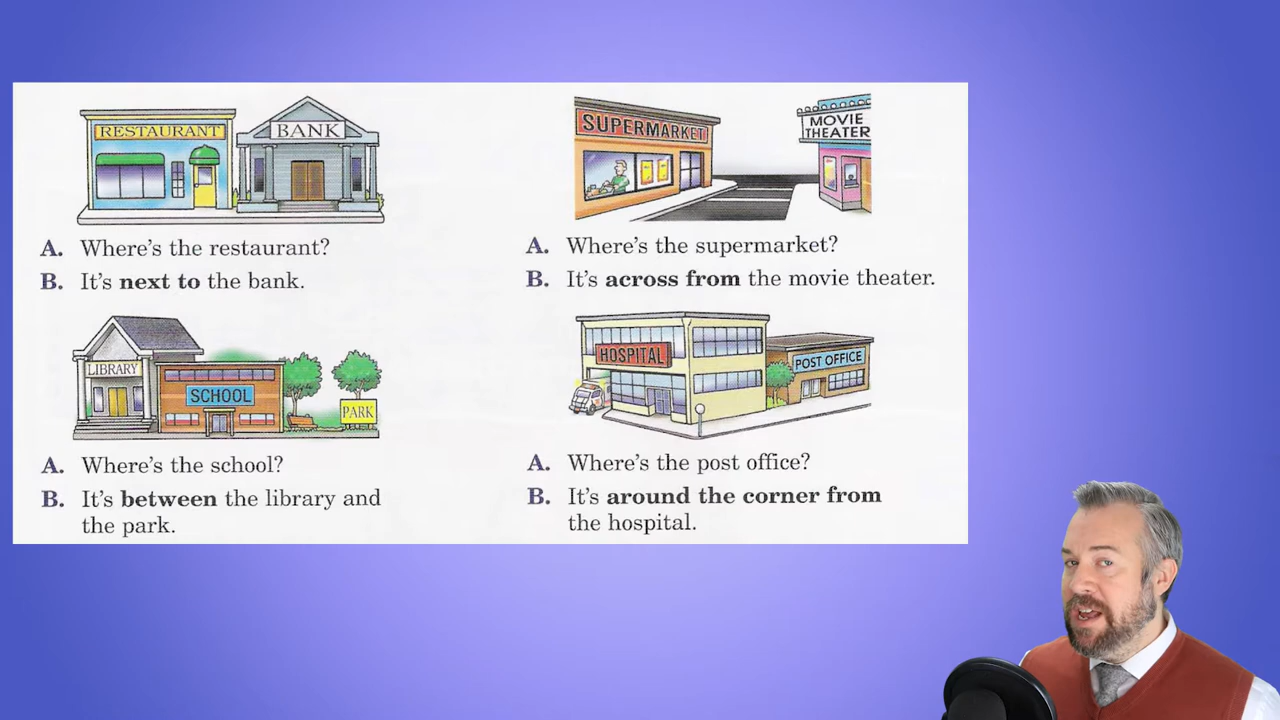 RESTAURANT
BANK
A. Where's the restaurant?
B. It's next to the bank.
SUPERMARKET
MOVIE
THEATER
A. Where's the supermarket?
B. It's across from the movie theater.
LIBRARY
SCHOOL
PARK
A. Where's the school?
B. It's between the library and
the park.
HOSPITAL
POST OFFICE
A. Where's the post office?
B. It's around the corner from
the hospital.